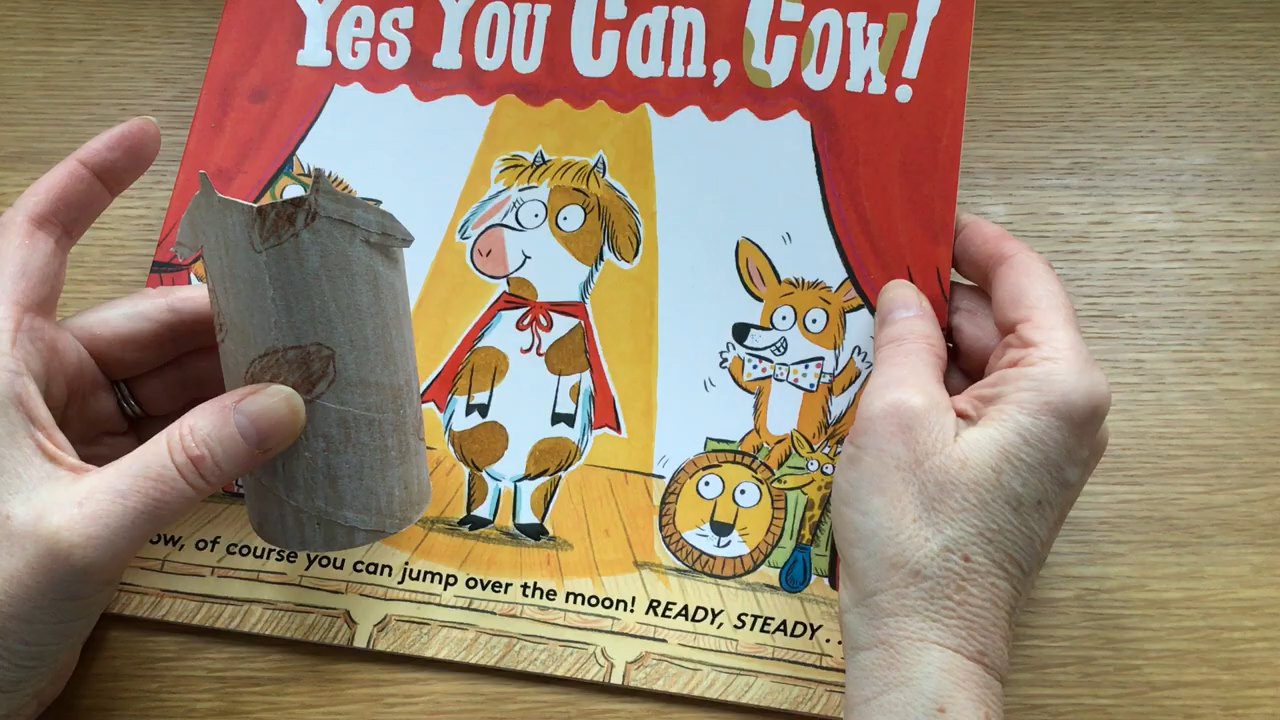 Yes You Can, Cow!
of course you can jump over the moon! READY, STEADY...